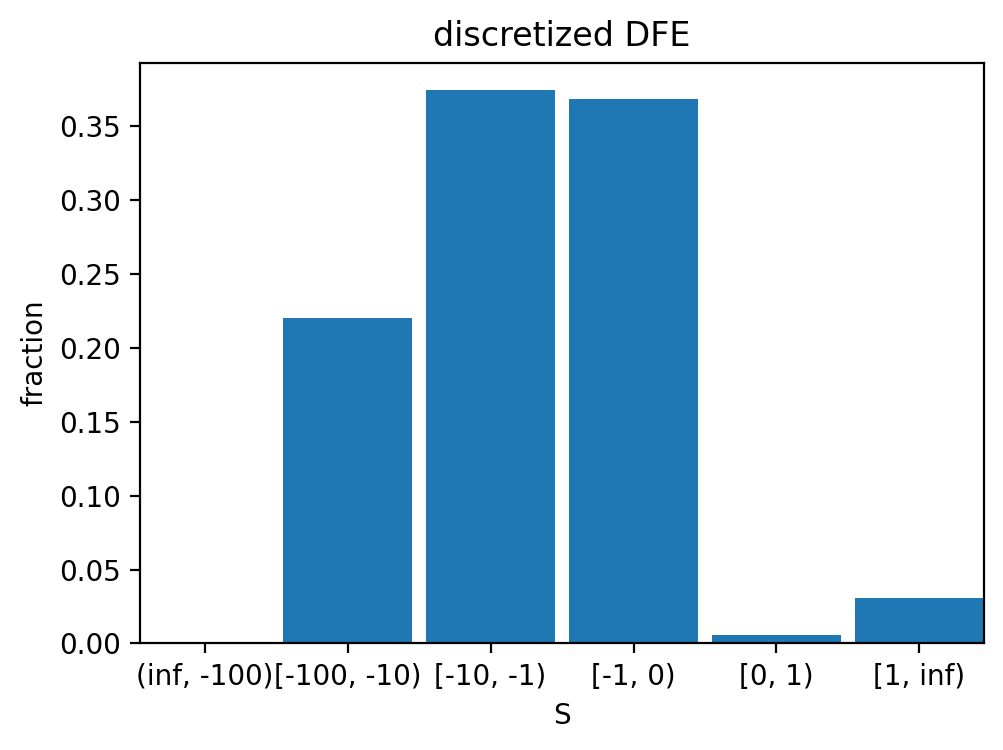 discretized DFE
fraction
0.35
0.30
0.25
0.20
0.15
0.10
0.05
0.00
(inf, -100) [-100, -10) [-10, -1) [-1, 0) [0, 1) [1, inf)
S